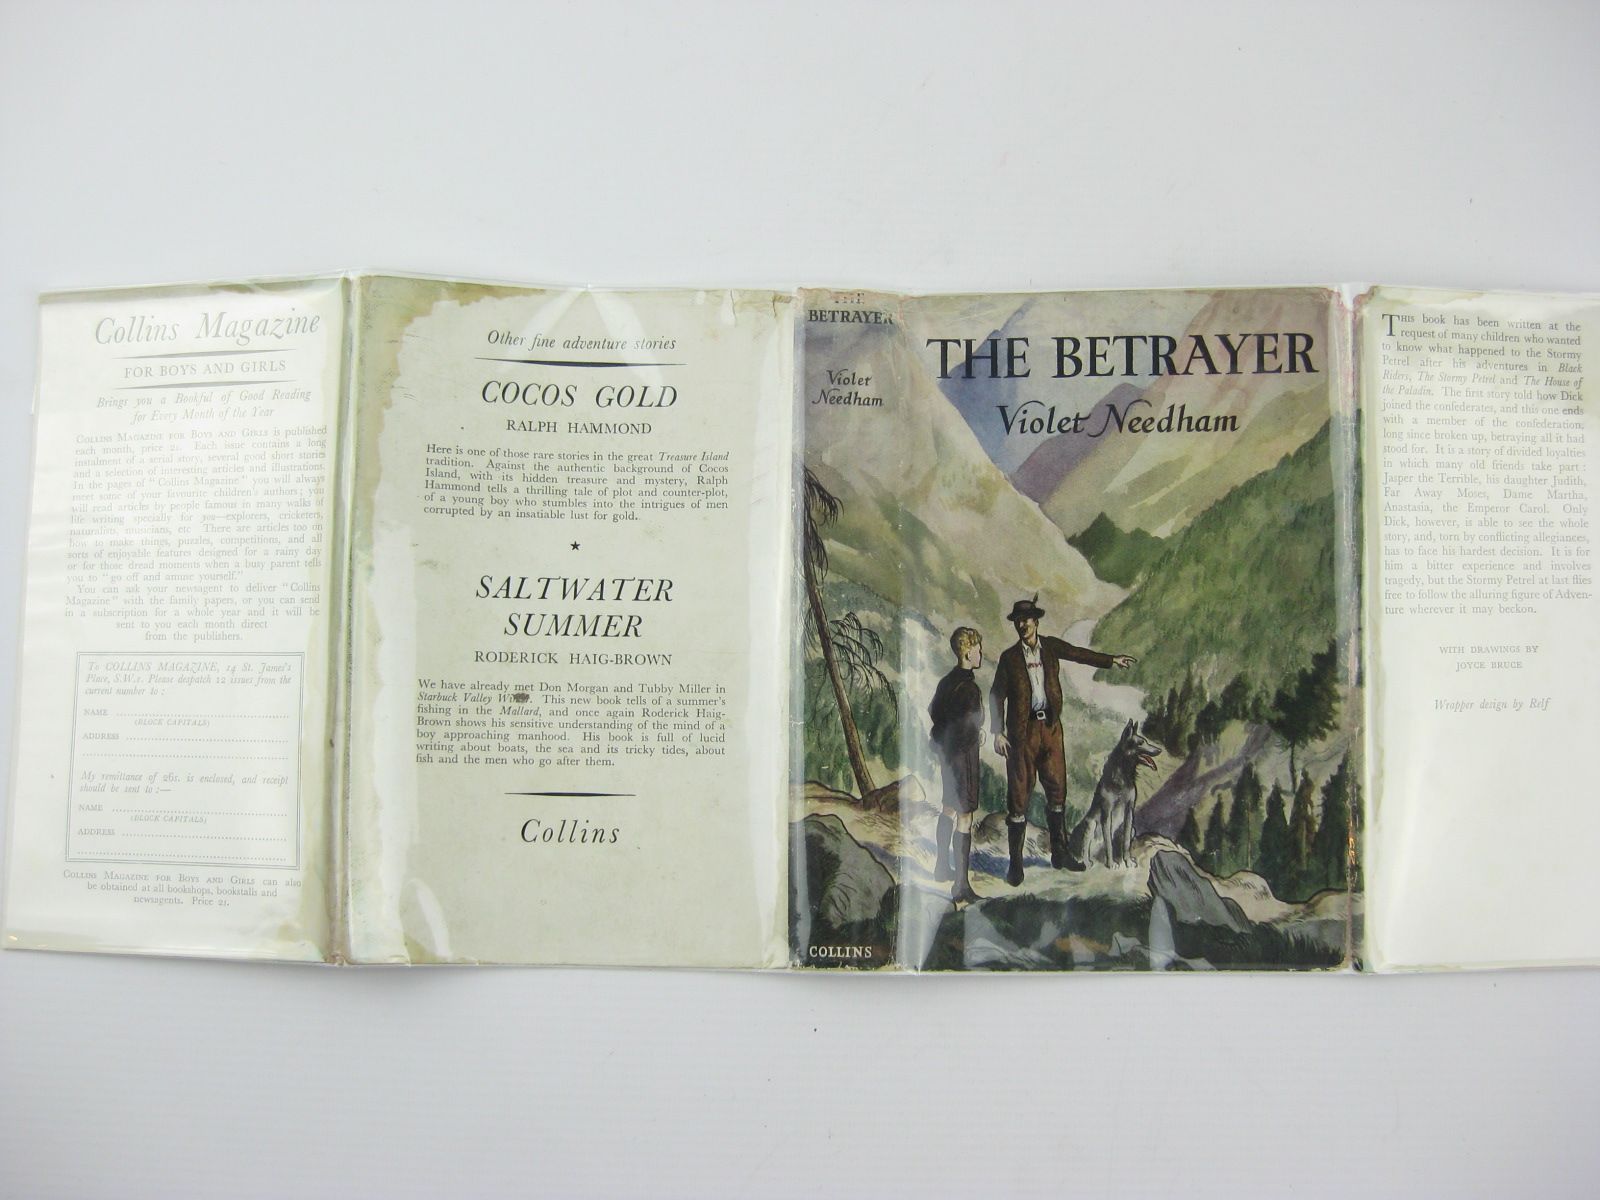 Collins Magazine
FOR BOYS AND GIRLS
Brings you a Bookful of Good Reading
for Every Month of the Year
COLLINS MAGAZINE FOR BOYS AND GIRLS is published
each month, price 2s. Each issue contains a long
instalment of a serial story, several good short stories
and a selection of interesting articles and illustrations.
In the pages of "Collins Magazine" you will always
meet some of your favourite children's authors; you
will read articles by people famous in many walks of
life writing specially for you—explorers, cricketers,
naturalists, musicians, etc There are articles too on
how to make things, puzzles, competitions, and all
sorts of enjoyable features designed for a rainy day
or for those dread moments when a busy parent tells
you to "go off and amuse yourself."
You can ask your newsagent to deliver "Collins
Magazine" with the family papers, or you can send
in a subscription for a whole year and it will be
sent to you each month direct
from the publishers.
To COLLINS MAGAZINE, 14 St. James's
Place, S.W.1. Please despatch 12 issues from the
current number to :
NAME
(BLOCK CAPITALS)
ADDRESS
My remittance of 26s. is enclosed, and receipt
should be sent to :—
NAME
(BLOCK CAPITALS)
ADDRESS
COLLINS MAGAZINE FOR BOYS AND GIRLS can also
be obtained at all bookshops, bookstalls and
newsagents. Price 2s.
Other fine adventure stories
COCOS GOLD
RALPH HAMMOND
Here is one of those rare stories in the great Treasure Island
tradition. Against the authentic background of Cocos
Island, with its hidden treasure and mystery, Ralph
Hammond tells a thrilling tale of plot and counter-plot,
of a young boy who stumbles into the intrigues of men
corrupted by an insatiable lust for gold.
★
SALTWATER
SUMMER
RODERICK HAIG-BROWN
We have already met Don Morgan and Tubby Miller in
Starbuck Valley. This new book tells of a summer's
fishing in the Mallard, and once again Roderick Haig-
Brown shows his sensitive understanding of the mind of a
boy approaching manhood. His book is full of lucid
writing about boats, the sea and its tricky tides, about
fish and the men who go after them.
Collins
THE
BETRAYER
Violet
Needham
COLLINS
THE BETRAYER
Violet Needham
THIS book has been written at the
request of many children who wanted
to know what happened to the Stormy
Petrel after his adventures in Black
Riders, The Stormy Petrel and The House of
the Paladin. The first story told how Dick
joined the confederates, and this one ends
with a member of the confederation,
long since broken up, betraying all it had
stood for. It is a story of divided loyalties
in which many old friends take part :
Jasper the Terrible, his daughter Judith,
Far Away Moses, Dame Martha,
Anastasia, the Emperor Carol. Only
Dick, however, is able to see the whole
story, and, torn by conflicting allegiances,
has to face his hardest decision. It is for
him a bitter experience and involves
tragedy, but the Stormy Petrel at last flies
free to follow the alluring figure of Adven-
ture wherever it may beckon.
WITH DRAWINGS BY
JOYCE BRUCE
Wrapper design by Relf